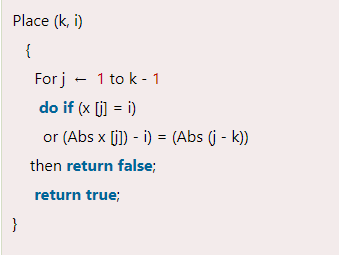 Place (k, i)
{
For j ← 1 to k - 1
do if (x [j] = i)
or (Abs x [j]) - i) = (Abs (j - k))
then return false;
return true;
}